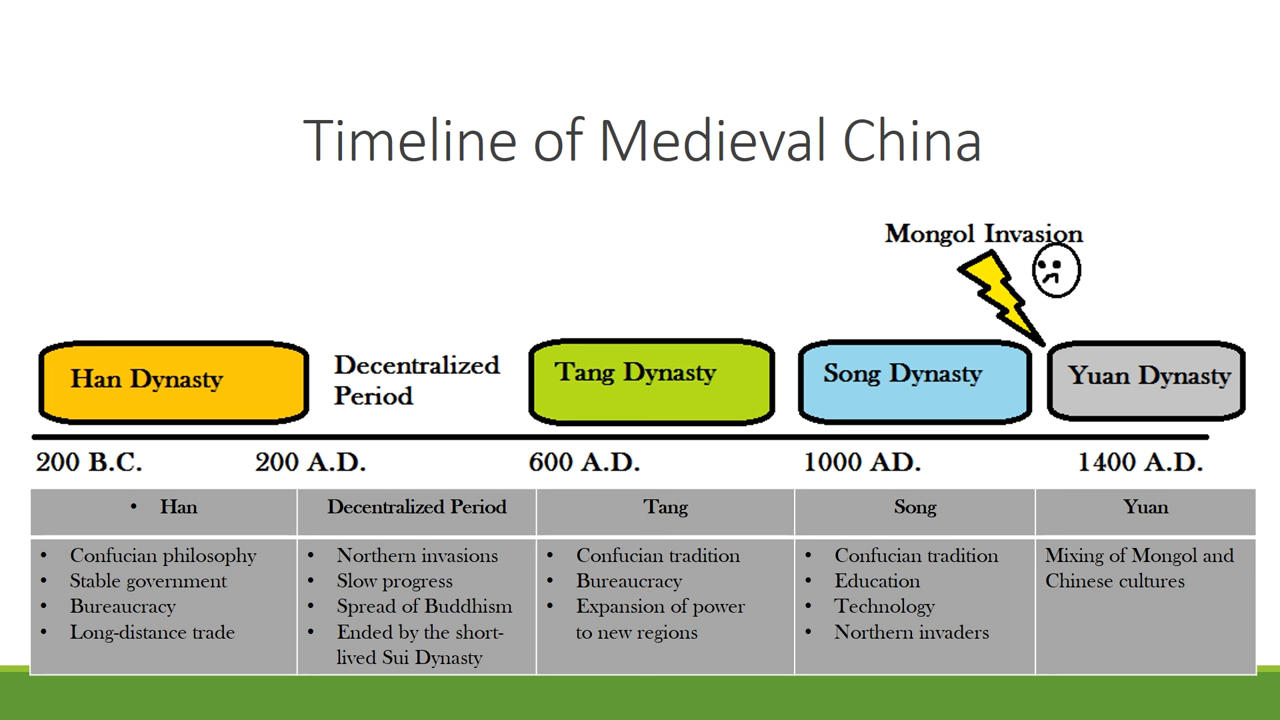 Timeline of Medieval China
Mongol Invasion
Han Dynasty
Decentralized
Period
Tang Dynasty
Song Dynasty
Yuan Dynasty
200 B.C.
200 A.D.
600 A.D.
1000 AD.
1400 A.D.
• Han
Decentralized Period
Tang
Song
Yuan
• Confucian philosophy
• Stable government
• Bureaucracy
• Long-distance trade
• Northern invasions
• Slow progress
• Spread of Buddhism
• Ended by the short-
lived Sui Dynasty
• Confucian tradition
• Bureaucracy
• Expansion of power
to new regions
• Confucian tradition
• Education
• Technology
• Northern invaders
Mixing of Mongol and
Chinese cultures